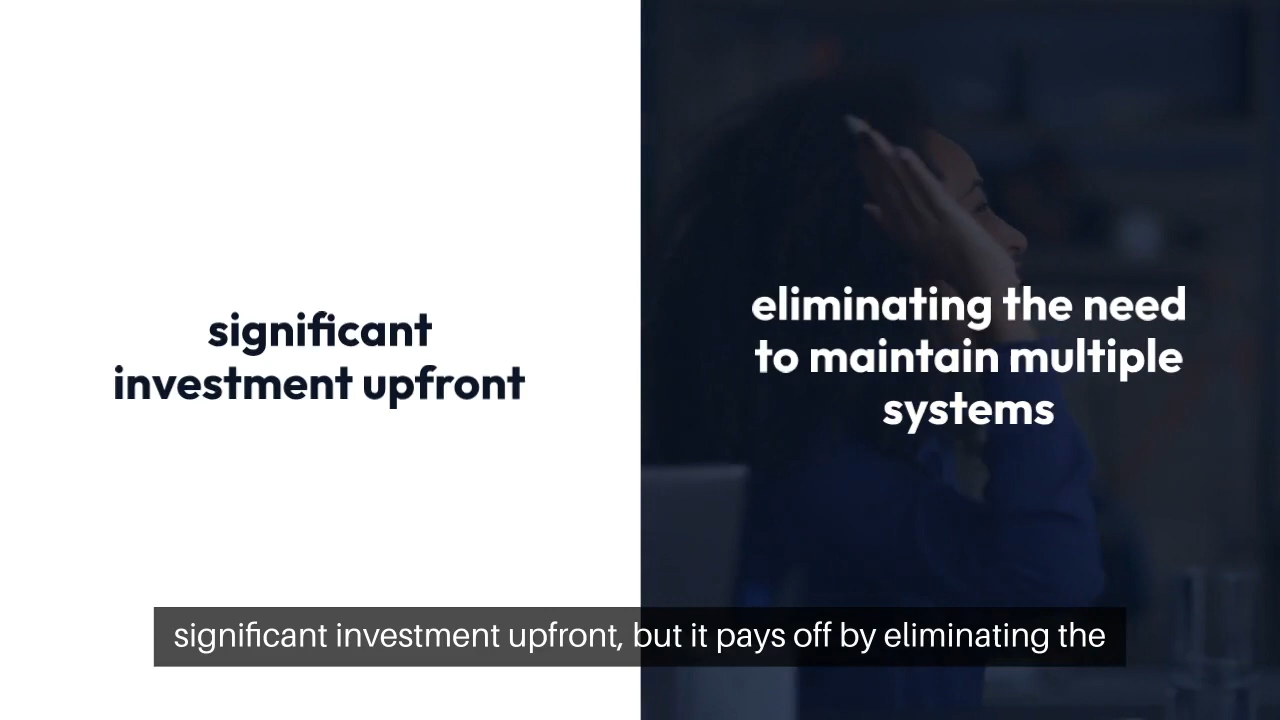 significant
investment upfront
eliminating the need
to maintain multiple
systems
significant investment upfront, but it pays off by eliminating the